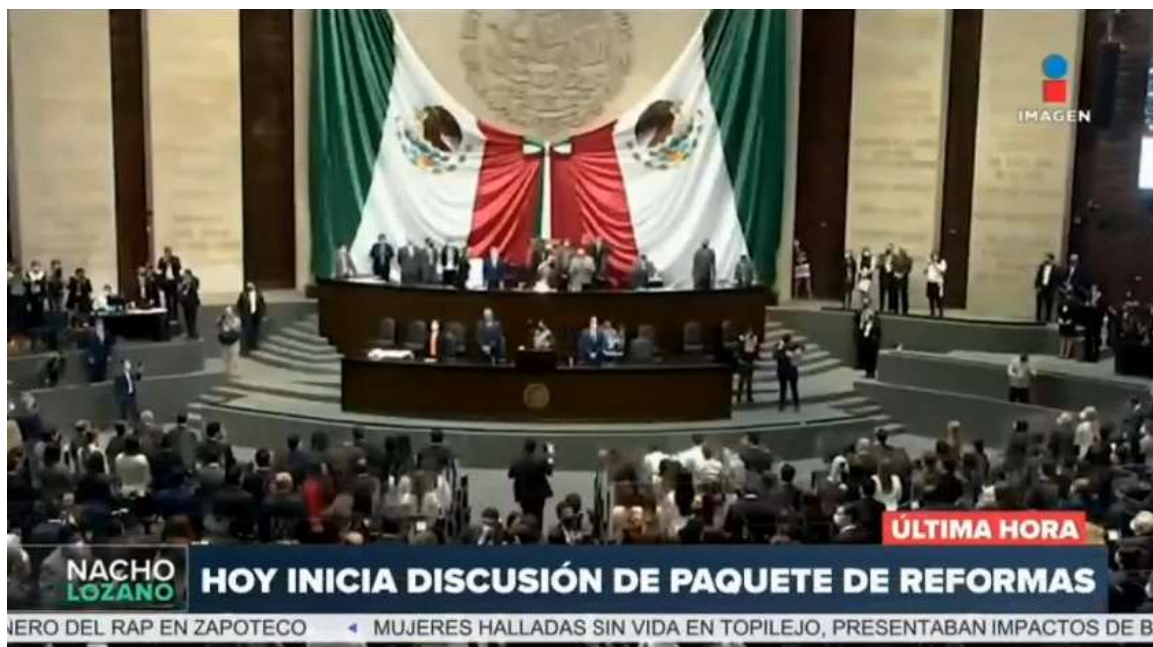 IMAGEN
ÚLTIMA HORA
NACHO
LOZANO
HOY INICIA DISCUSIÓN DE PAQUETE DE REFORMAS
NERO DEL RAP EN ZAPOTECO ◄ MUJERES HALLADAS SIN VIDA EN TOPILEJO, PRESENTABAN IMPACTOS DE B